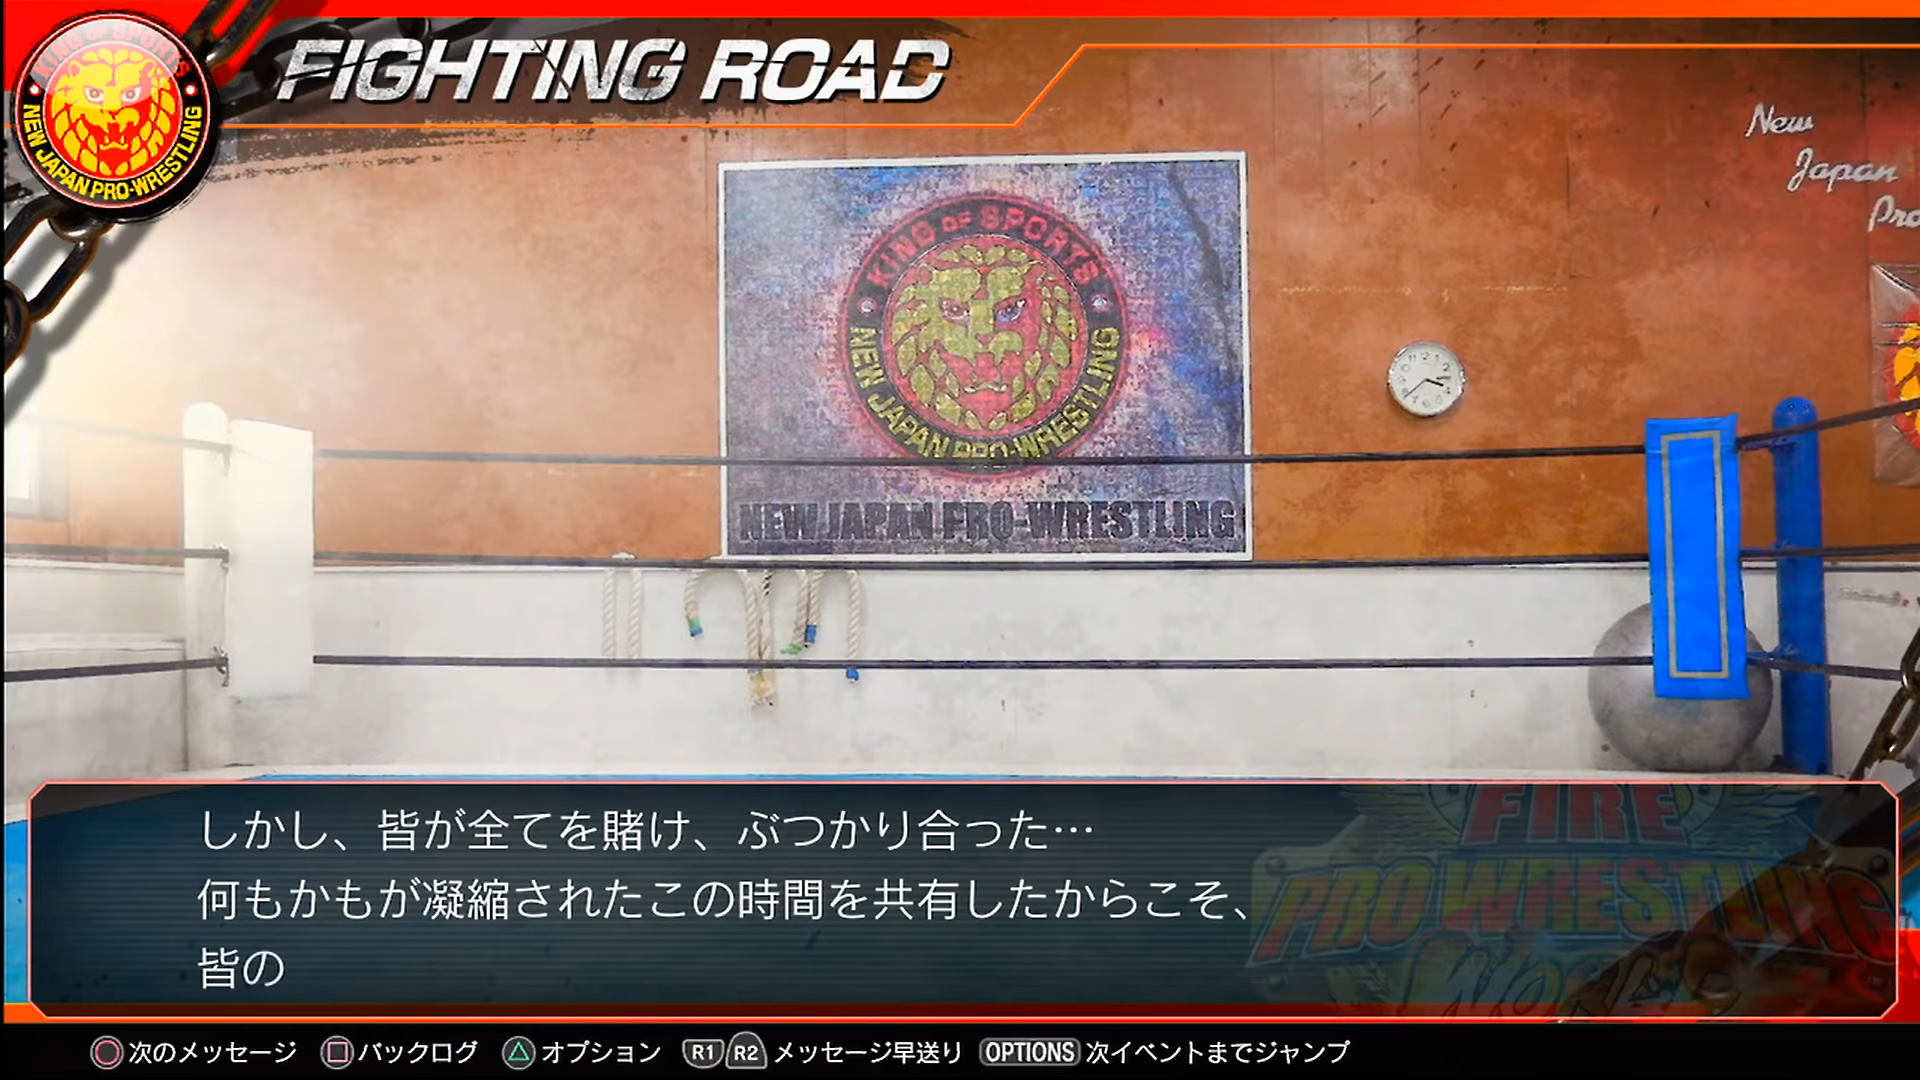 KING OF SPORTS
NEW JAPAN PRO-WRESTLING
FIGHTING ROAD
New
Japan
Pro
KING OF SPORTS
NEW JAPAN PRO-WRESTLING
NEW JAPAN PRO-WRESTLING
12
しかし、皆が全てを賭け、ぶつかり合った…
何もかもが凝縮されたこの時間を共有したからこそ、
皆の
FIRE
PRO WRESTLING
WORLD
次のメッセージ バックログ オプション R1 R2 メッセージ早送り OPTIONS 次イベントまでジャンプ